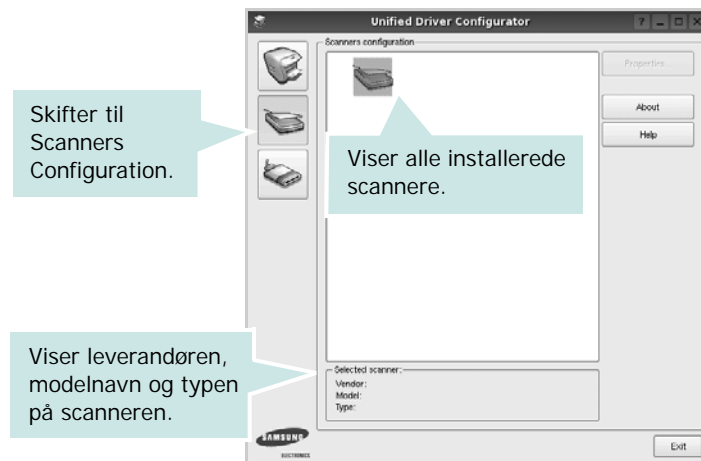 Unified Driver Configurator
Scanners configuration
Properties...
About
Help
Skifter til
Scanners
Configuration.
Viser alle installerede
scannere.
Viser leverandøren,
modelnavn og typen
på scanneren.
Selected scanner:
Vendor:
Model:
Type:
SAMSUNG
ELECTRONICS
Exit